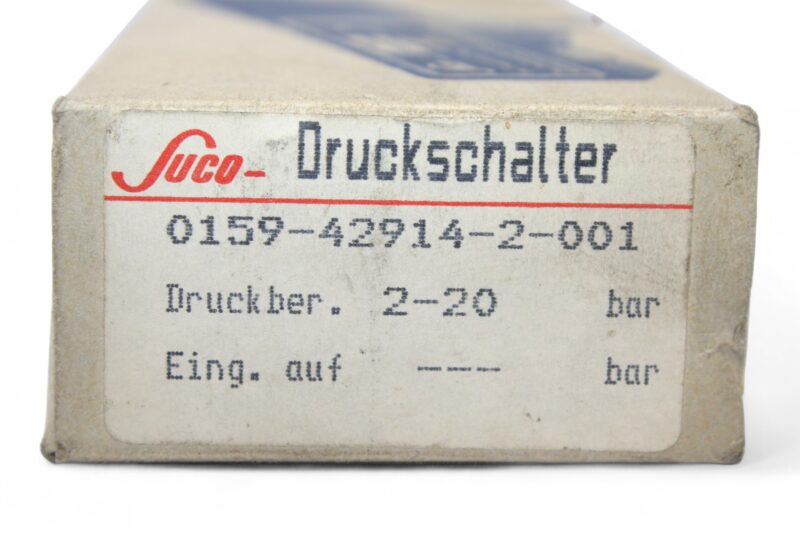 Suco- Druckschalter
0159-42914-2-001
Druckber. 2-20 bar
Eing. auf --- bar